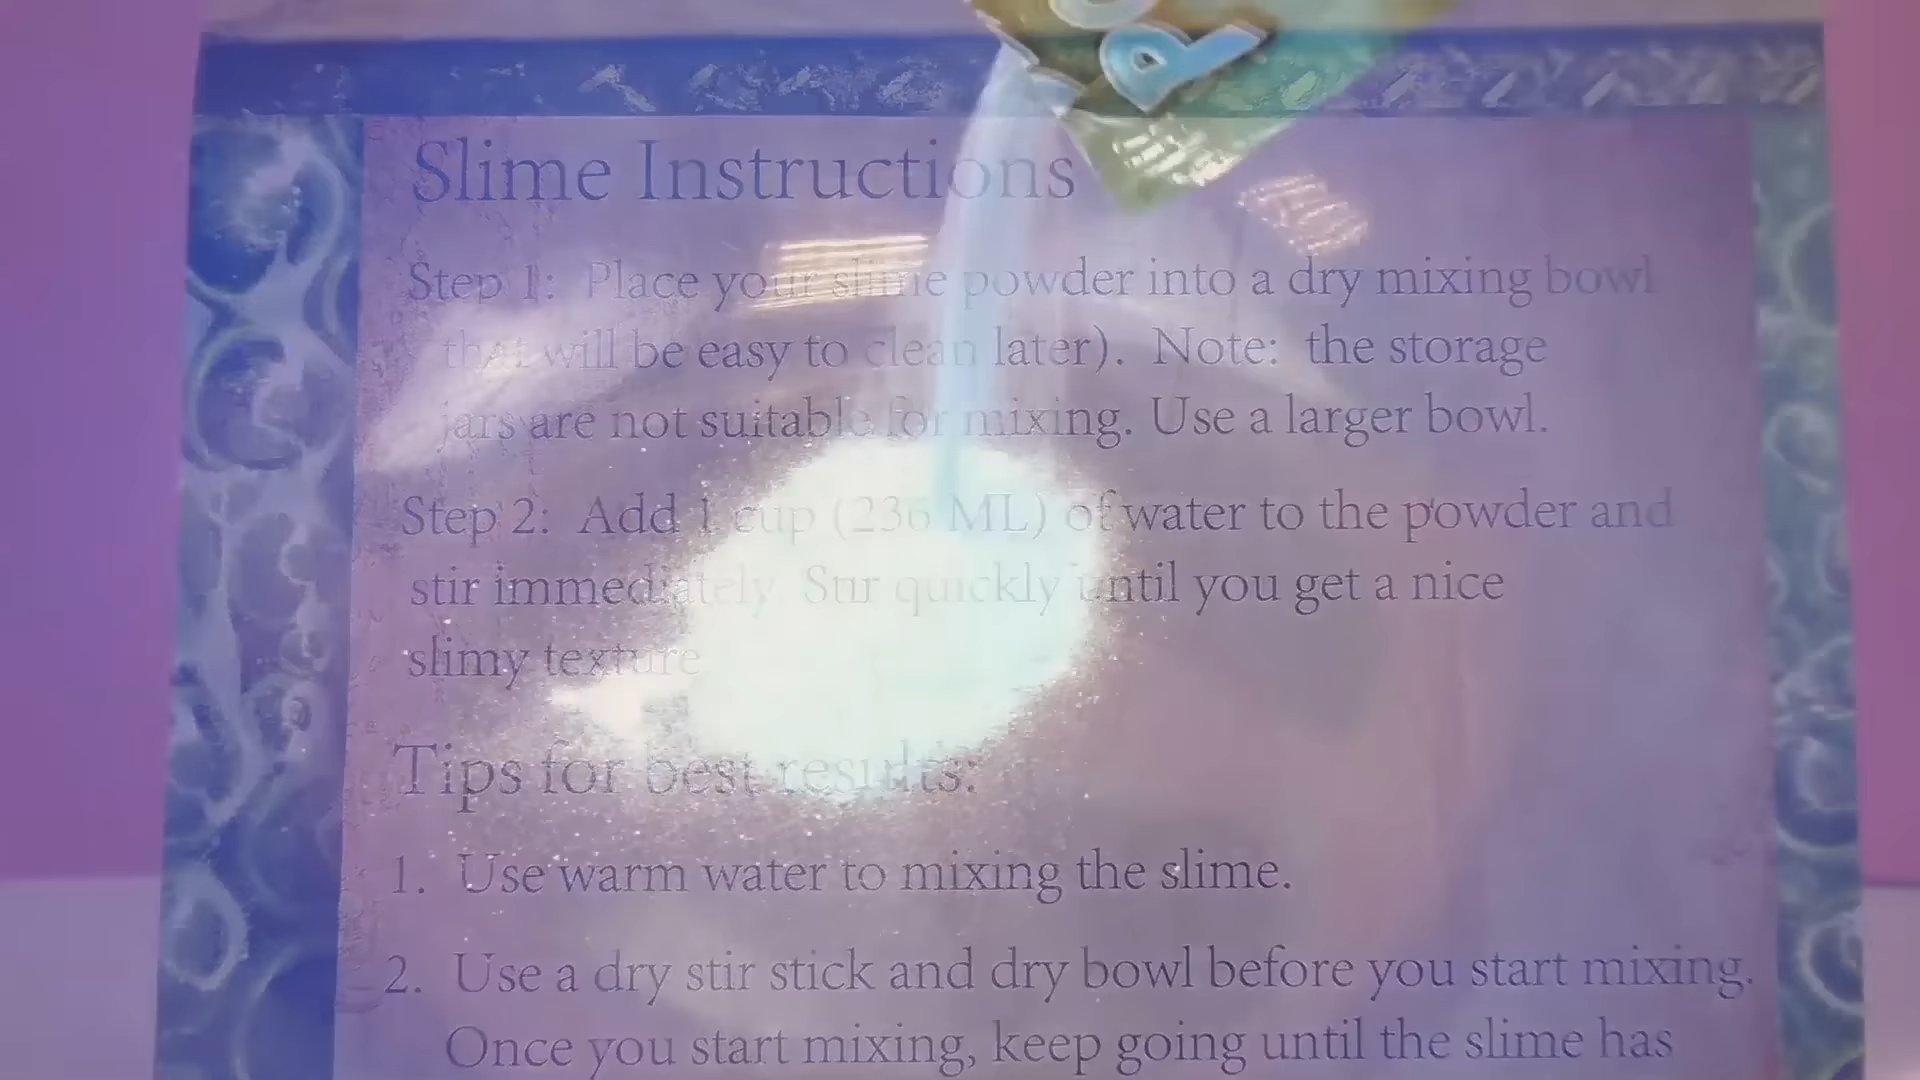 Slime Instructions
Step 1: Place your slime powder into a dry mixing bowl
that will be easy to clean later). Note: the storage
jars are not suitable for mixing. Use a larger bowl.
Step 2: Add 1 cup (236 ML) of water to the powder and
stir immediately. Stir quickly until you get a nice
slimy texture
Tips for best results:
1. Use warm water to mixing the slime.
2. Use a dry stir stick and dry bowl before you start mixing.
Once you start mixing, keep going until the slime has